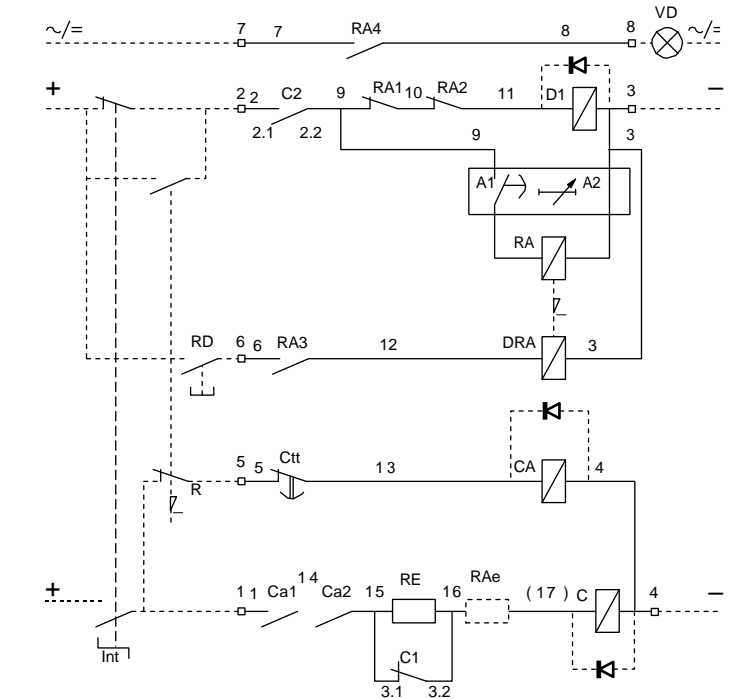 VD
∼/= 7 7 RA4 8 8 ∼/=
+ 2 2 C2 9 RA1 10 RA2 11 D1 3 −
2.1 2.2 9 3
A1 A2
RA
RD 6 6 RA3 12 DRA 3
5 5 Ctt 13 CA 4
R
+ 1 1 Ca1 14 Ca2 15 RE 16 RAe (17) C 4 −
Int
C1
3.1 3.2